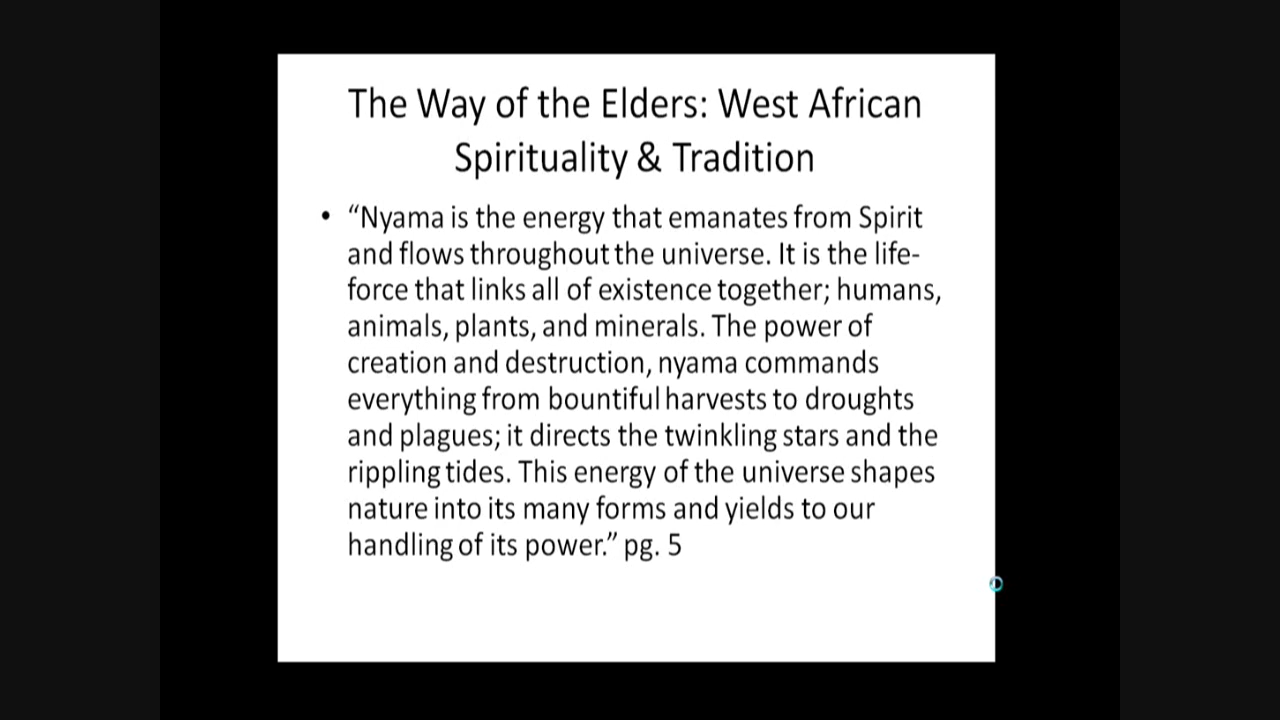 The Way of the Elders: West African
Spirituality & Tradition
• “Nyama is the energy that emanates from Spirit
and flows throughout the universe. It is the life-
force that links all of existence together; humans,
animals, plants, and minerals. The power of
creation and destruction, nyama commands
everything from bountiful harvests to droughts
and plagues; it directs the twinkling stars and the
rippling tides. This energy of the universe shapes
nature into its many forms and yields to our
handling of its power.” pg. 5